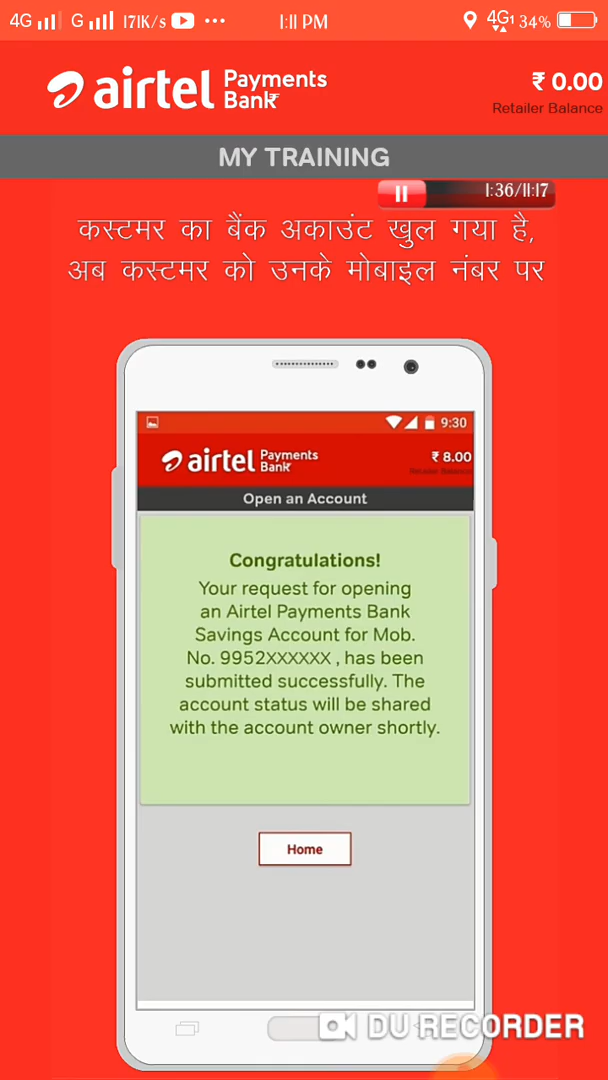 4G G 171K/s 1:11 PM 4G1 34%
airtel Payments Bank ₹ 0.00
Retailer Balance
MY TRAINING
1:36/11:17
कस्टमर का बैंक अकाउंट खुल गया है,
अब कस्टमर को उनके मोबाइल नंबर पर
9:30
airtel Payments Bank ₹ 8.00
Retailer Balance
Open an Account
Congratulations!
Your request for opening
an Airtel Payments Bank
Savings Account for Mob.
No. 9952XXXXXX , has been
submitted successfully. The
account status will be shared
with the account owner shortly.
Home
DU RECORDER